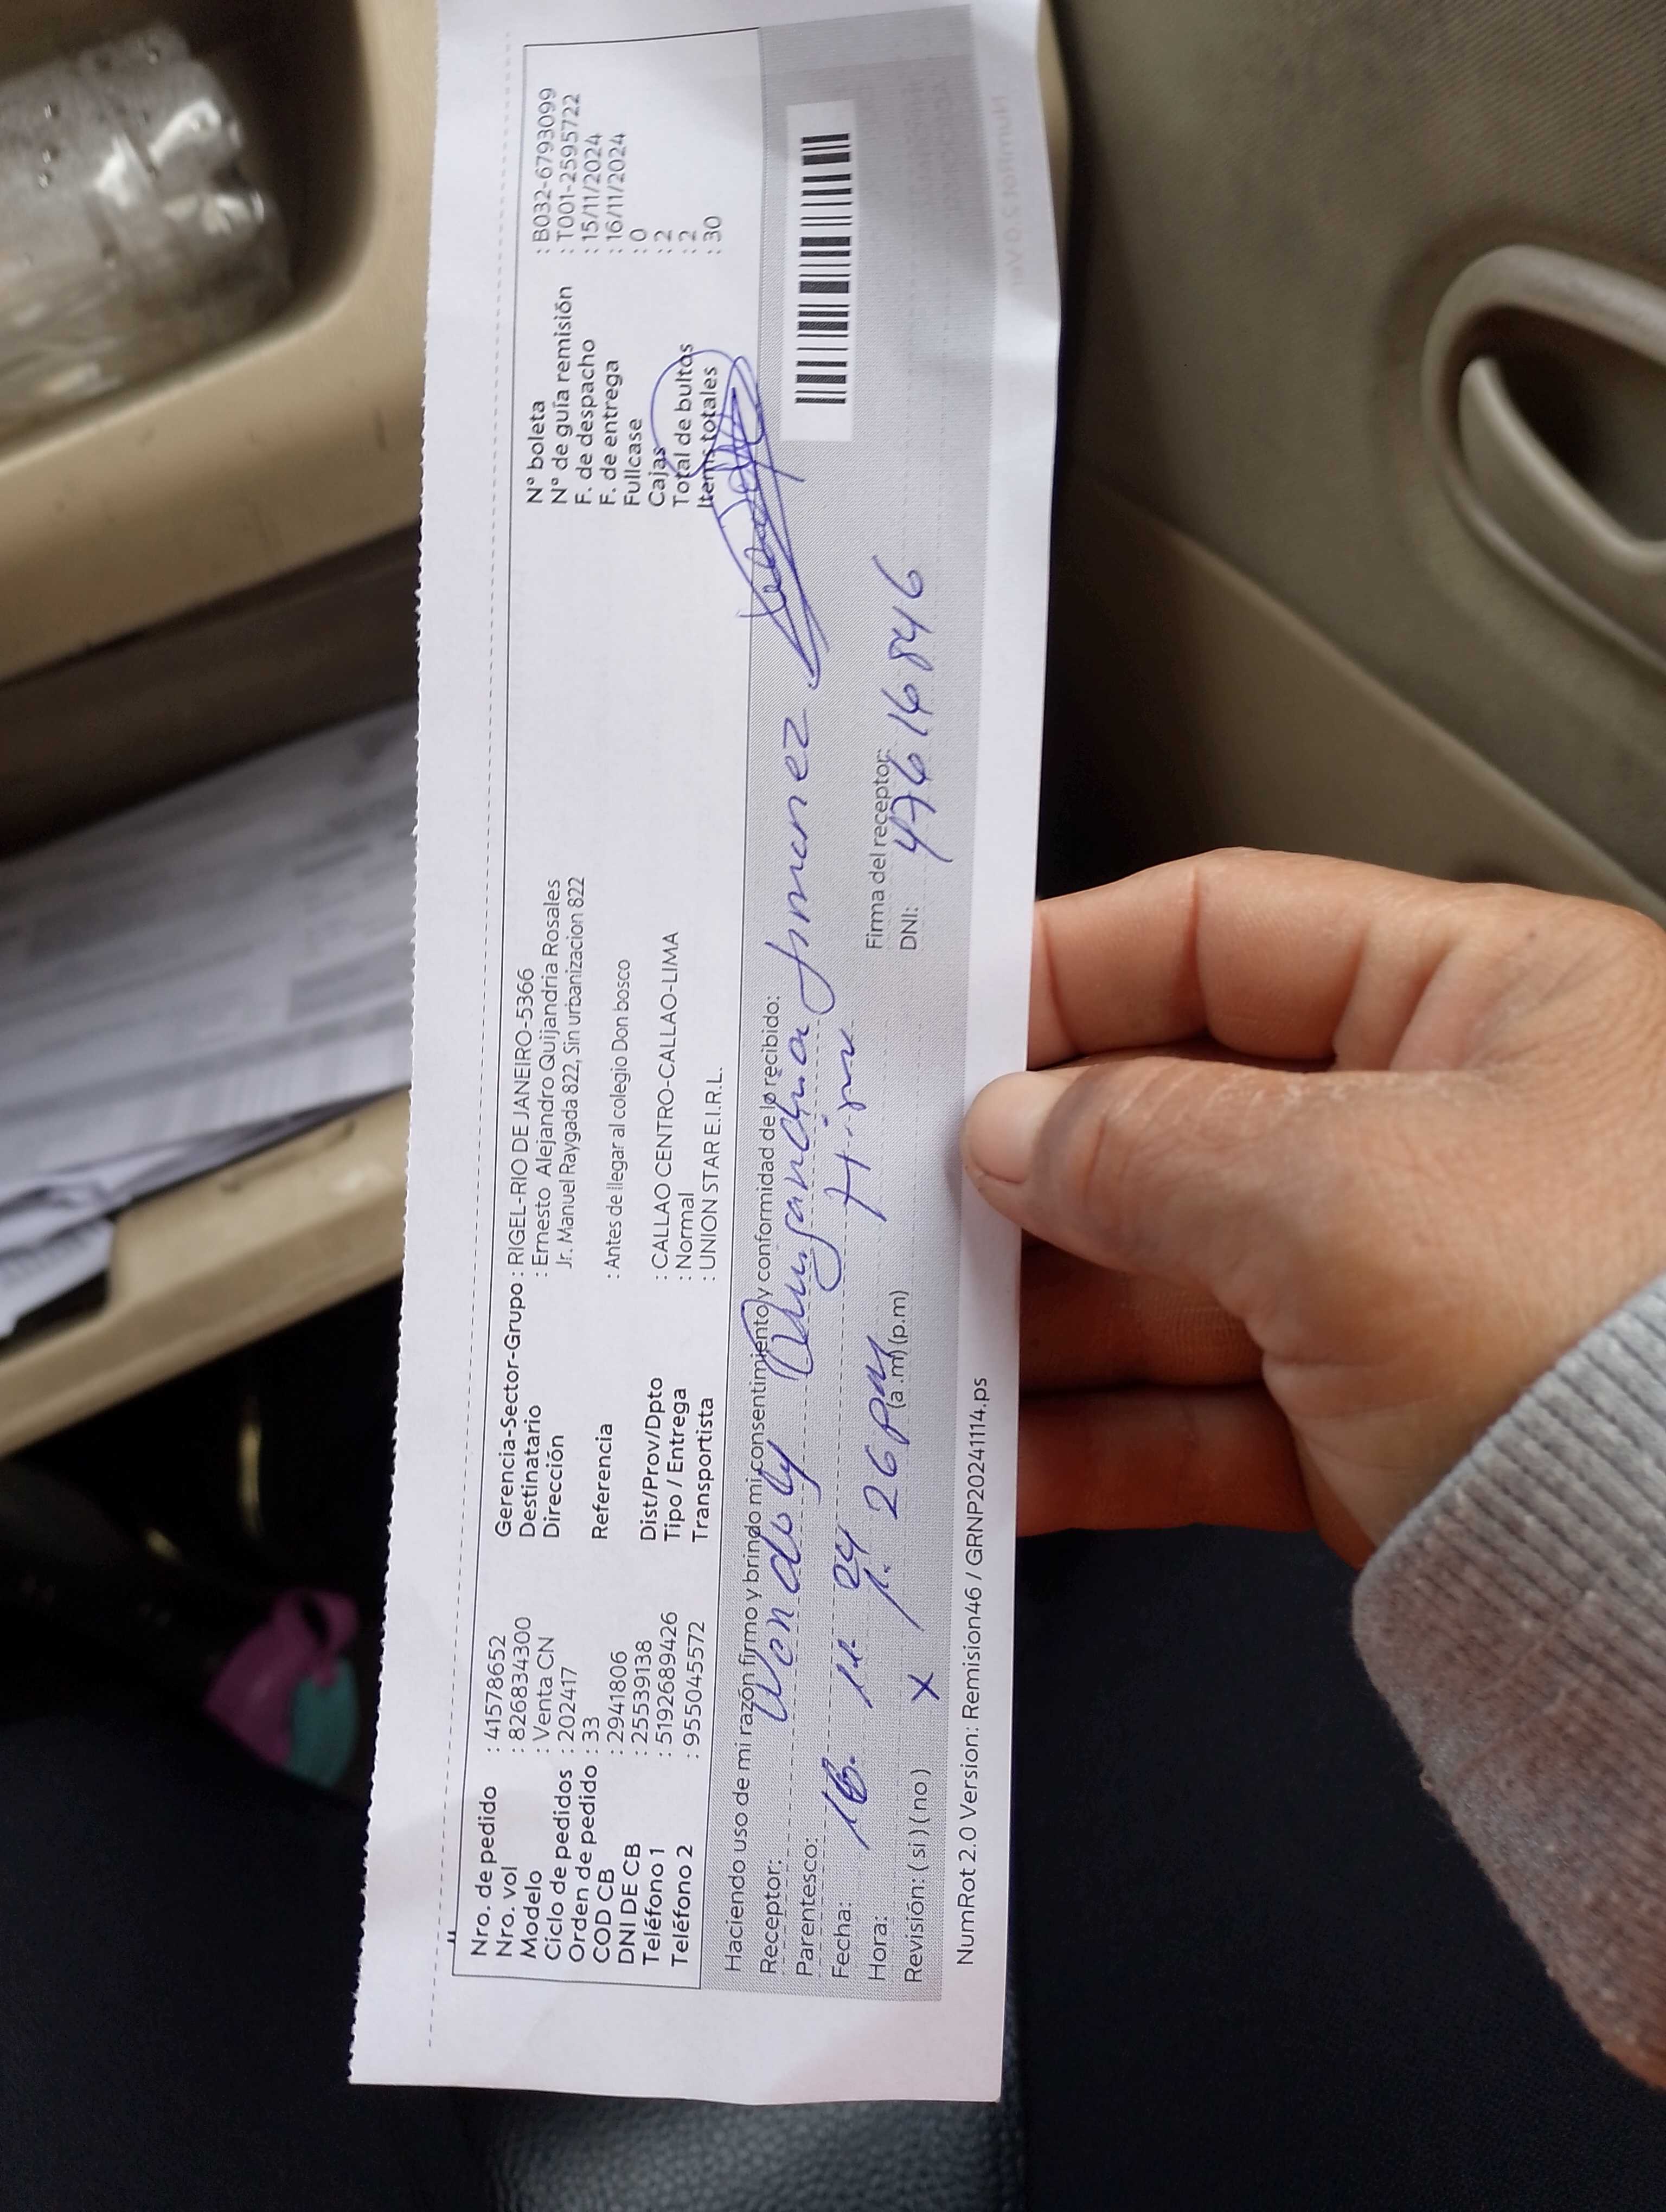 Nro. de pedido : 41578652
Nro. vol : 826834300
Modelo : Venta CN
Ciclo de pedidos : 202417
Orden de pedido : 33
COD CB : 2941806
DNI DE CB : 25539138
Teléfono 1 : 51926894​26
Teléfono 2 : 955045572
Gerencia-Sector-Grupo : RIGEL-RIO DE JANEIRO-5366
Destinatario : Ernesto Alejandro Quijandria Rosales
Dirección Jr. Manuel Raygada 822, Sin urbanizacion 822
Referencia : Antes de llegar al colegio Don bosco
Dist/Prov/Dpto : CALLAO CENTRO-CALLAO-LIMA
Tipo / Entrega : Normal
Transportista : UNION STAR E.I.R.L.
N° boleta : B032-6793099
N° de guía remisión : T001-2595722
F. de despacho : 15/11/2024
F. de entrega : 16/11/2024
Fullcase : 0
Cajas : 2
Total de bultos : 2
Items totales : 30
Haciendo uso de mi razón firmo y brindo mi consentimiento y conformidad de lo recibido:
Receptor: Wendoly
Parentesco:
Fecha: 16. 11. 24
Hora: 1. 26 pm (a .m) (p.m)
Revisión: ( si ) ( no ) X
Firma del receptor:
DNI: 47616846
NumRot 2.0 Version: Remision46 / GRNP20241114.ps